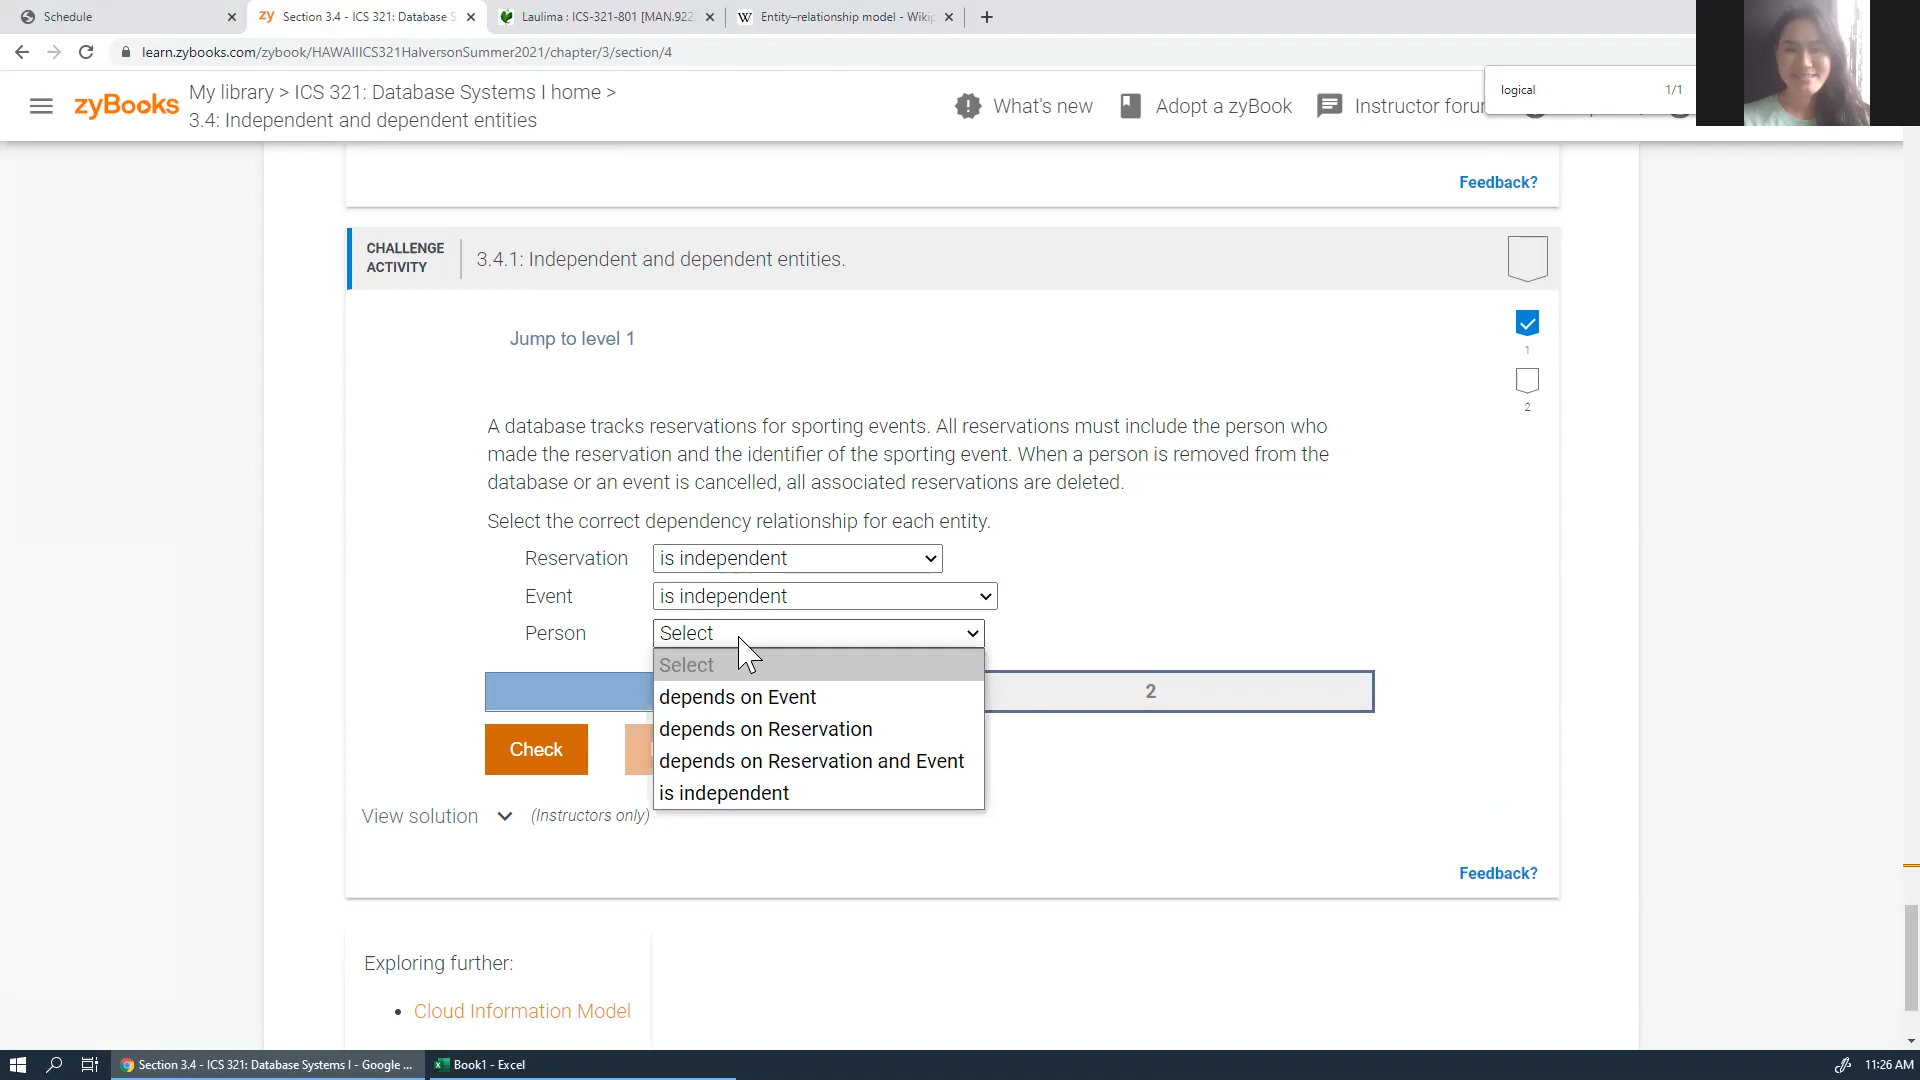 Schedule
zy Section 3.4 - ICS 321: Database S
Laulima : ICS-321-801 [MAN.922
W Entity–relationship model - Wikip
learn.zybooks.com/zybook/HAWAIIICS321HalversonSummer2021/chapter/3/section/4
zyBooks
My library > ICS 321: Database Systems I home >
3.4: Independent and dependent entities
What's new
Adopt a zyBook
Instructor forum
logical 1/1
Feedback?
CHALLENGE
ACTIVITY
3.4.1: Independent and dependent entities.
Jump to level 1
1
2
A database tracks reservations for sporting events. All reservations must include the person who
made the reservation and the identifier of the sporting event. When a person is removed from the
database or an event is cancelled, all associated reservations are deleted.
Select the correct dependency relationship for each entity.
Reservation is independent
Event is independent
Person Select
Select
depends on Event
depends on Reservation
depends on Reservation and Event
is independent
2
Check
View solution (Instructors only)
Feedback?
Exploring further:
• Cloud Information Model
Section 3.4 - ICS 321: Database Systems I - Google ...
Book1 - Excel
11:26 AM